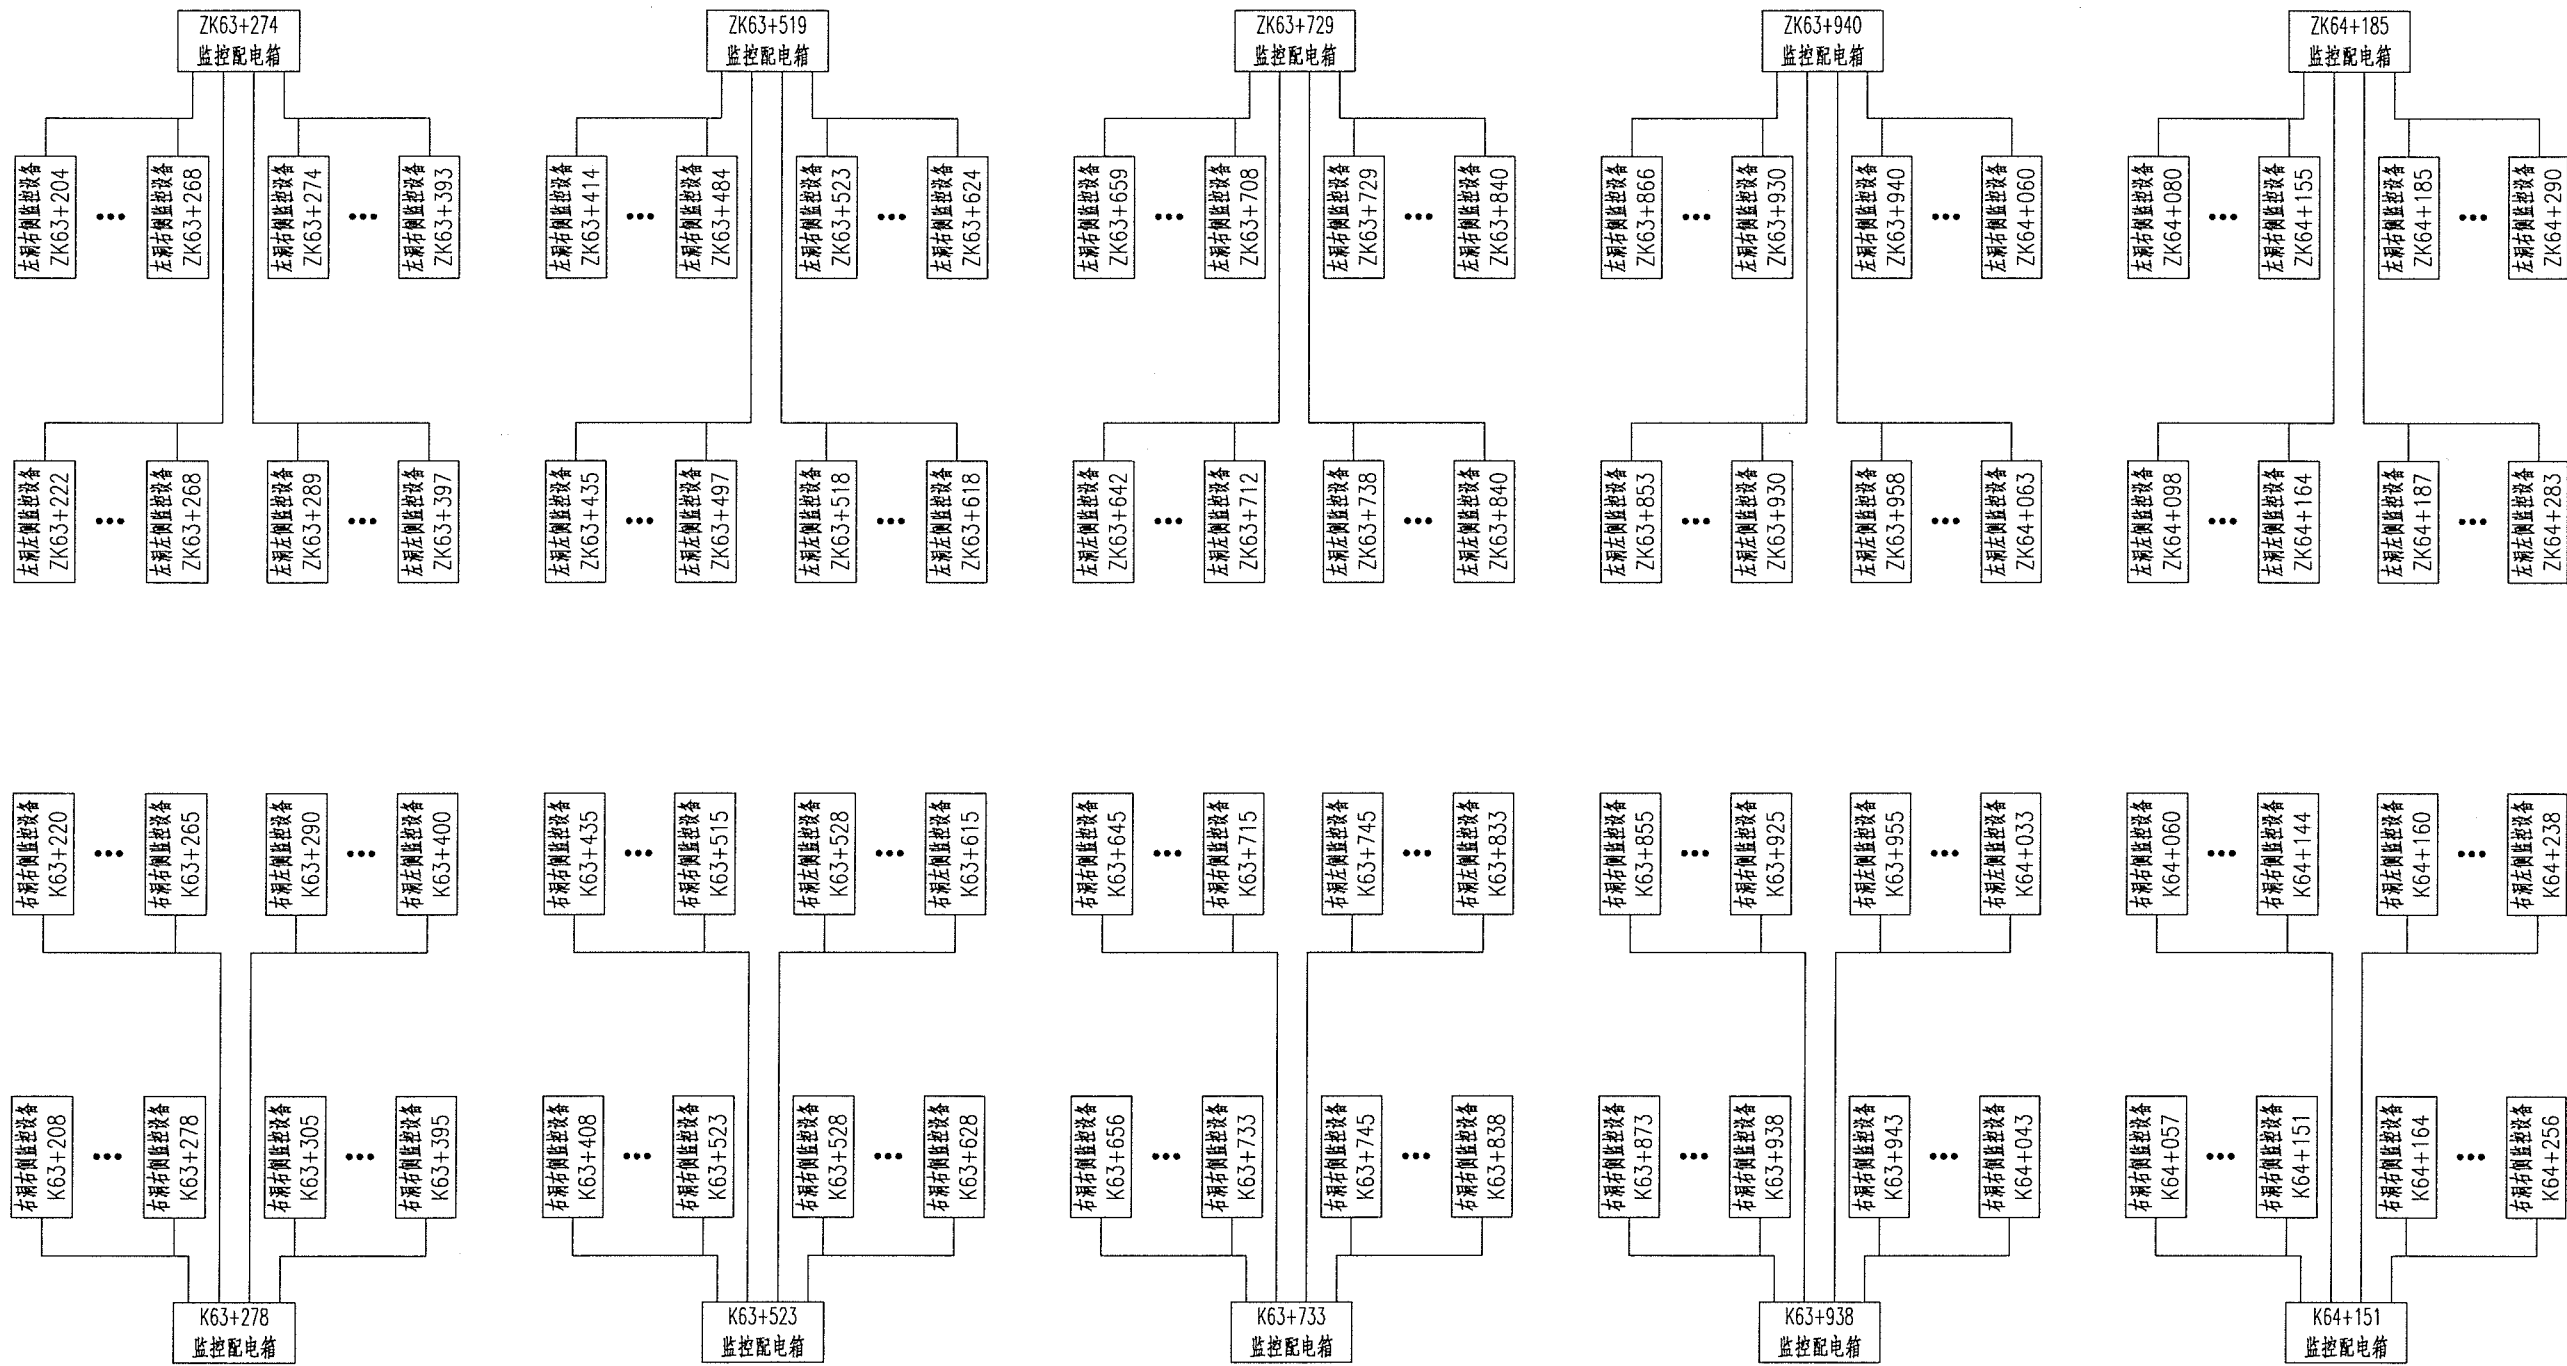 ZK63+274
监控配电箱
ZK63+519
监控配电箱
ZK63+729
监控配电箱
ZK63+940
监控配电箱
ZK64+185
监控配电箱
左洞右侧监控设备
ZK63+204
•••
左洞右侧监控设备
ZK63+268
左洞右侧监控设备
ZK63+274
•••
左洞右侧监控设备
ZK63+393
左洞右侧监控设备
ZK63+414
•••
左洞右侧监控设备
ZK63+484
左洞右侧监控设备
ZK63+523
•••
左洞右侧监控设备
ZK63+624
左洞右侧监控设备
ZK63+659
•••
左洞右侧监控设备
ZK63+708
左洞右侧监控设备
ZK63+729
•••
左洞右侧监控设备
ZK63+840
左洞右侧监控设备
ZK63+866
•••
左洞右侧监控设备
ZK63+930
左洞右侧监控设备
ZK63+940
•••
左洞右侧监控设备
ZK64+060
左洞右侧监控设备
ZK64+080
•••
左洞右侧监控设备
ZK64+155
左洞右侧监控设备
ZK64+185
•••
左洞右侧监控设备
ZK64+290
左洞左侧监控设备
ZK63+222
•••
左洞左侧监控设备
ZK63+268
左洞左侧监控设备
ZK63+289
•••
左洞左侧监控设备
ZK63+397
左洞左侧监控设备
ZK63+435
•••
左洞左侧监控设备
ZK63+497
左洞左侧监控设备
ZK63+518
•••
左洞左侧监控设备
ZK63+618
左洞左侧监控设备
ZK63+642
•••
左洞左侧监控设备
ZK63+712
左洞左侧监控设备
ZK63+738
•••
左洞左侧监控设备
ZK63+840
左洞左侧监控设备
ZK63+853
•••
左洞左侧监控设备
ZK63+930
左洞左侧监控设备
ZK63+958
•••
左洞左侧监控设备
ZK64+063
左洞左侧监控设备
ZK64+098
•••
左洞左侧监控设备
ZK64+164
左洞左侧监控设备
ZK64+187
•••
左洞左侧监控设备
ZK64+283
右洞右侧监控设备
K63+220
•••
右洞右侧监控设备
K63+265
右洞左侧监控设备
K63+290
•••
右洞左侧监控设备
K63+400
右洞右侧监控设备
K63+435
•••
右洞右侧监控设备
K63+515
右洞左侧监控设备
K63+528
•••
右洞左侧监控设备
K63+615
右洞右侧监控设备
K63+645
•••
右洞右侧监控设备
K63+715
右洞左侧监控设备
K63+745
•••
右洞左侧监控设备
K63+833
右洞右侧监控设备
K63+855
•••
右洞右侧监控设备
K63+925
右洞左侧监控设备
K63+955
•••
右洞左侧监控设备
K64+033
右洞右侧监控设备
K64+060
•••
右洞右侧监控设备
K64+144
右洞左侧监控设备
K64+160
•••
右洞左侧监控设备
K64+238
右洞右侧监控设备
K63+208
•••
右洞右侧监控设备
K63+278
右洞右侧监控设备
K63+305
•••
右洞右侧监控设备
K63+395
右洞右侧监控设备
K63+408
•••
右洞右侧监控设备
K63+523
右洞右侧监控设备
K63+528
•••
右洞右侧监控设备
K63+628
右洞右侧监控设备
K63+656
•••
右洞右侧监控设备
K63+733
右洞右侧监控设备
K63+745
•••
右洞右侧监控设备
K63+838
右洞右侧监控设备
K63+873
•••
右洞右侧监控设备
K63+938
右洞右侧监控设备
K63+943
•••
右洞右侧监控设备
K64+043
右洞右侧监控设备
K64+057
•••
右洞右侧监控设备
K64+151
右洞右侧监控设备
K64+164
•••
右洞右侧监控设备
K64+256
K63+278
监控配电箱
K63+523
监控配电箱
K63+733
监控配电箱
K63+938
监控配电箱
K64+151
监控配电箱